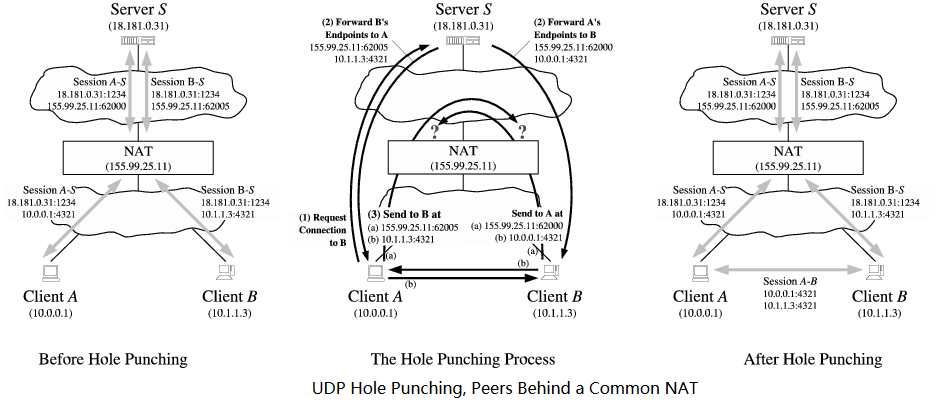 Server S
(18.181.0.31)
Session A-S
18.181.0.31:1234
155.99.25.11:62000
Session B-S
18.181.0.31:1234
155.99.25.11:62005
NAT
(155.99.25.11)
Session A-S
18.181.0.31:1234
10.0.0.1:4321
Session B-S
18.181.0.31:1234
10.1.1.3:4321
Client A
(10.0.0.1)
Client B
(10.1.1.3)
Before Hole Punching
Server S
(18.181.0.31)
(2) Forward B's
Endpoints to A
155.99.25.11:62005
10.1.1.3:4321
(2) Forward A's
Endpoints to B
155.99.25.11:62000
10.0.0.1:4321
?
?
NAT
(155.99.25.11)
(1) Request
Connection
to B
(3) Send to B at
(a) 155.99.25.11:62005
(b) 10.1.1.3:4321
(a)
Send to A at
(a) 155.99.25.11:62000
(b) 10.0.0.1:4321
(a)
(b)
(b)
Client A
(10.0.0.1)
Client B
(10.1.1.3)
The Hole Punching Process
Server S
(18.181.0.31)
Session A-S
18.181.0.31:1234
155.99.25.11:62000
Session B-S
18.181.0.31:1234
155.99.25.11:62005
NAT
(155.99.25.11)
Session A-S
18.181.0.31:1234
10.0.0.1:4321
Session B-S
18.181.0.31:1234
10.1.1.3:4321
Client A
(10.0.0.1)
Session A-B
10.0.0.1:4321
10.1.1.3:4321
Client B
(10.1.1.3)
After Hole Punching
UDP Hole Punching, Peers Behind a Common NAT